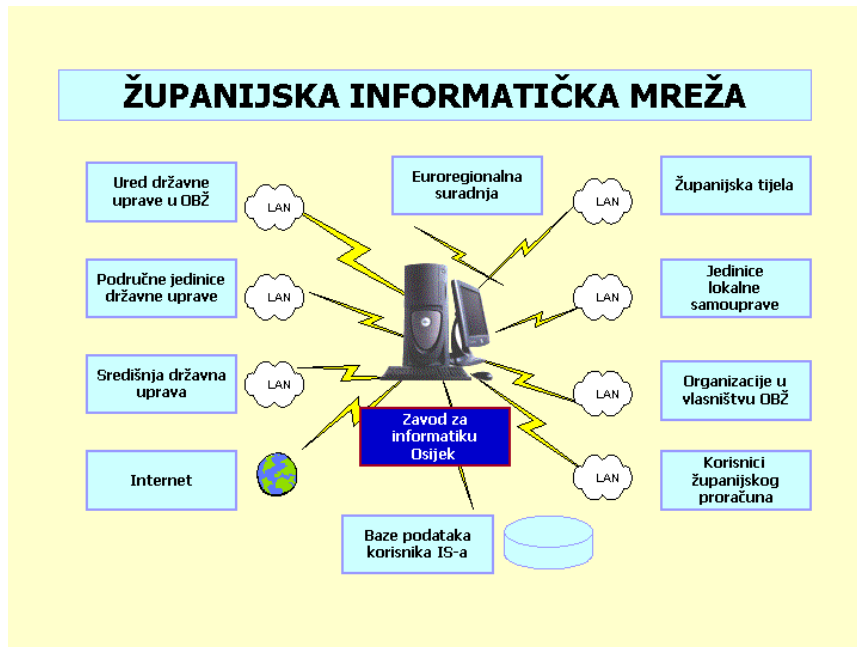 ŽUPANIJSKA INFORMATIČKA MREŽA
Ured državne
uprave u OBŽ
LAN
Euroregionalna
suradnja
LAN
Županijska tijela
Područne jedinice
državne uprave
LAN
LAN
Jedinice
lokalne
samouprave
Središnja državna
uprava
LAN
LAN
Organizacije u
vlasništvu OBŽ
Zavod za
informatiku
Osijek
Internet
LAN
Korisnici
županijskog
proračuna
Baze podataka
korisnika IS-a